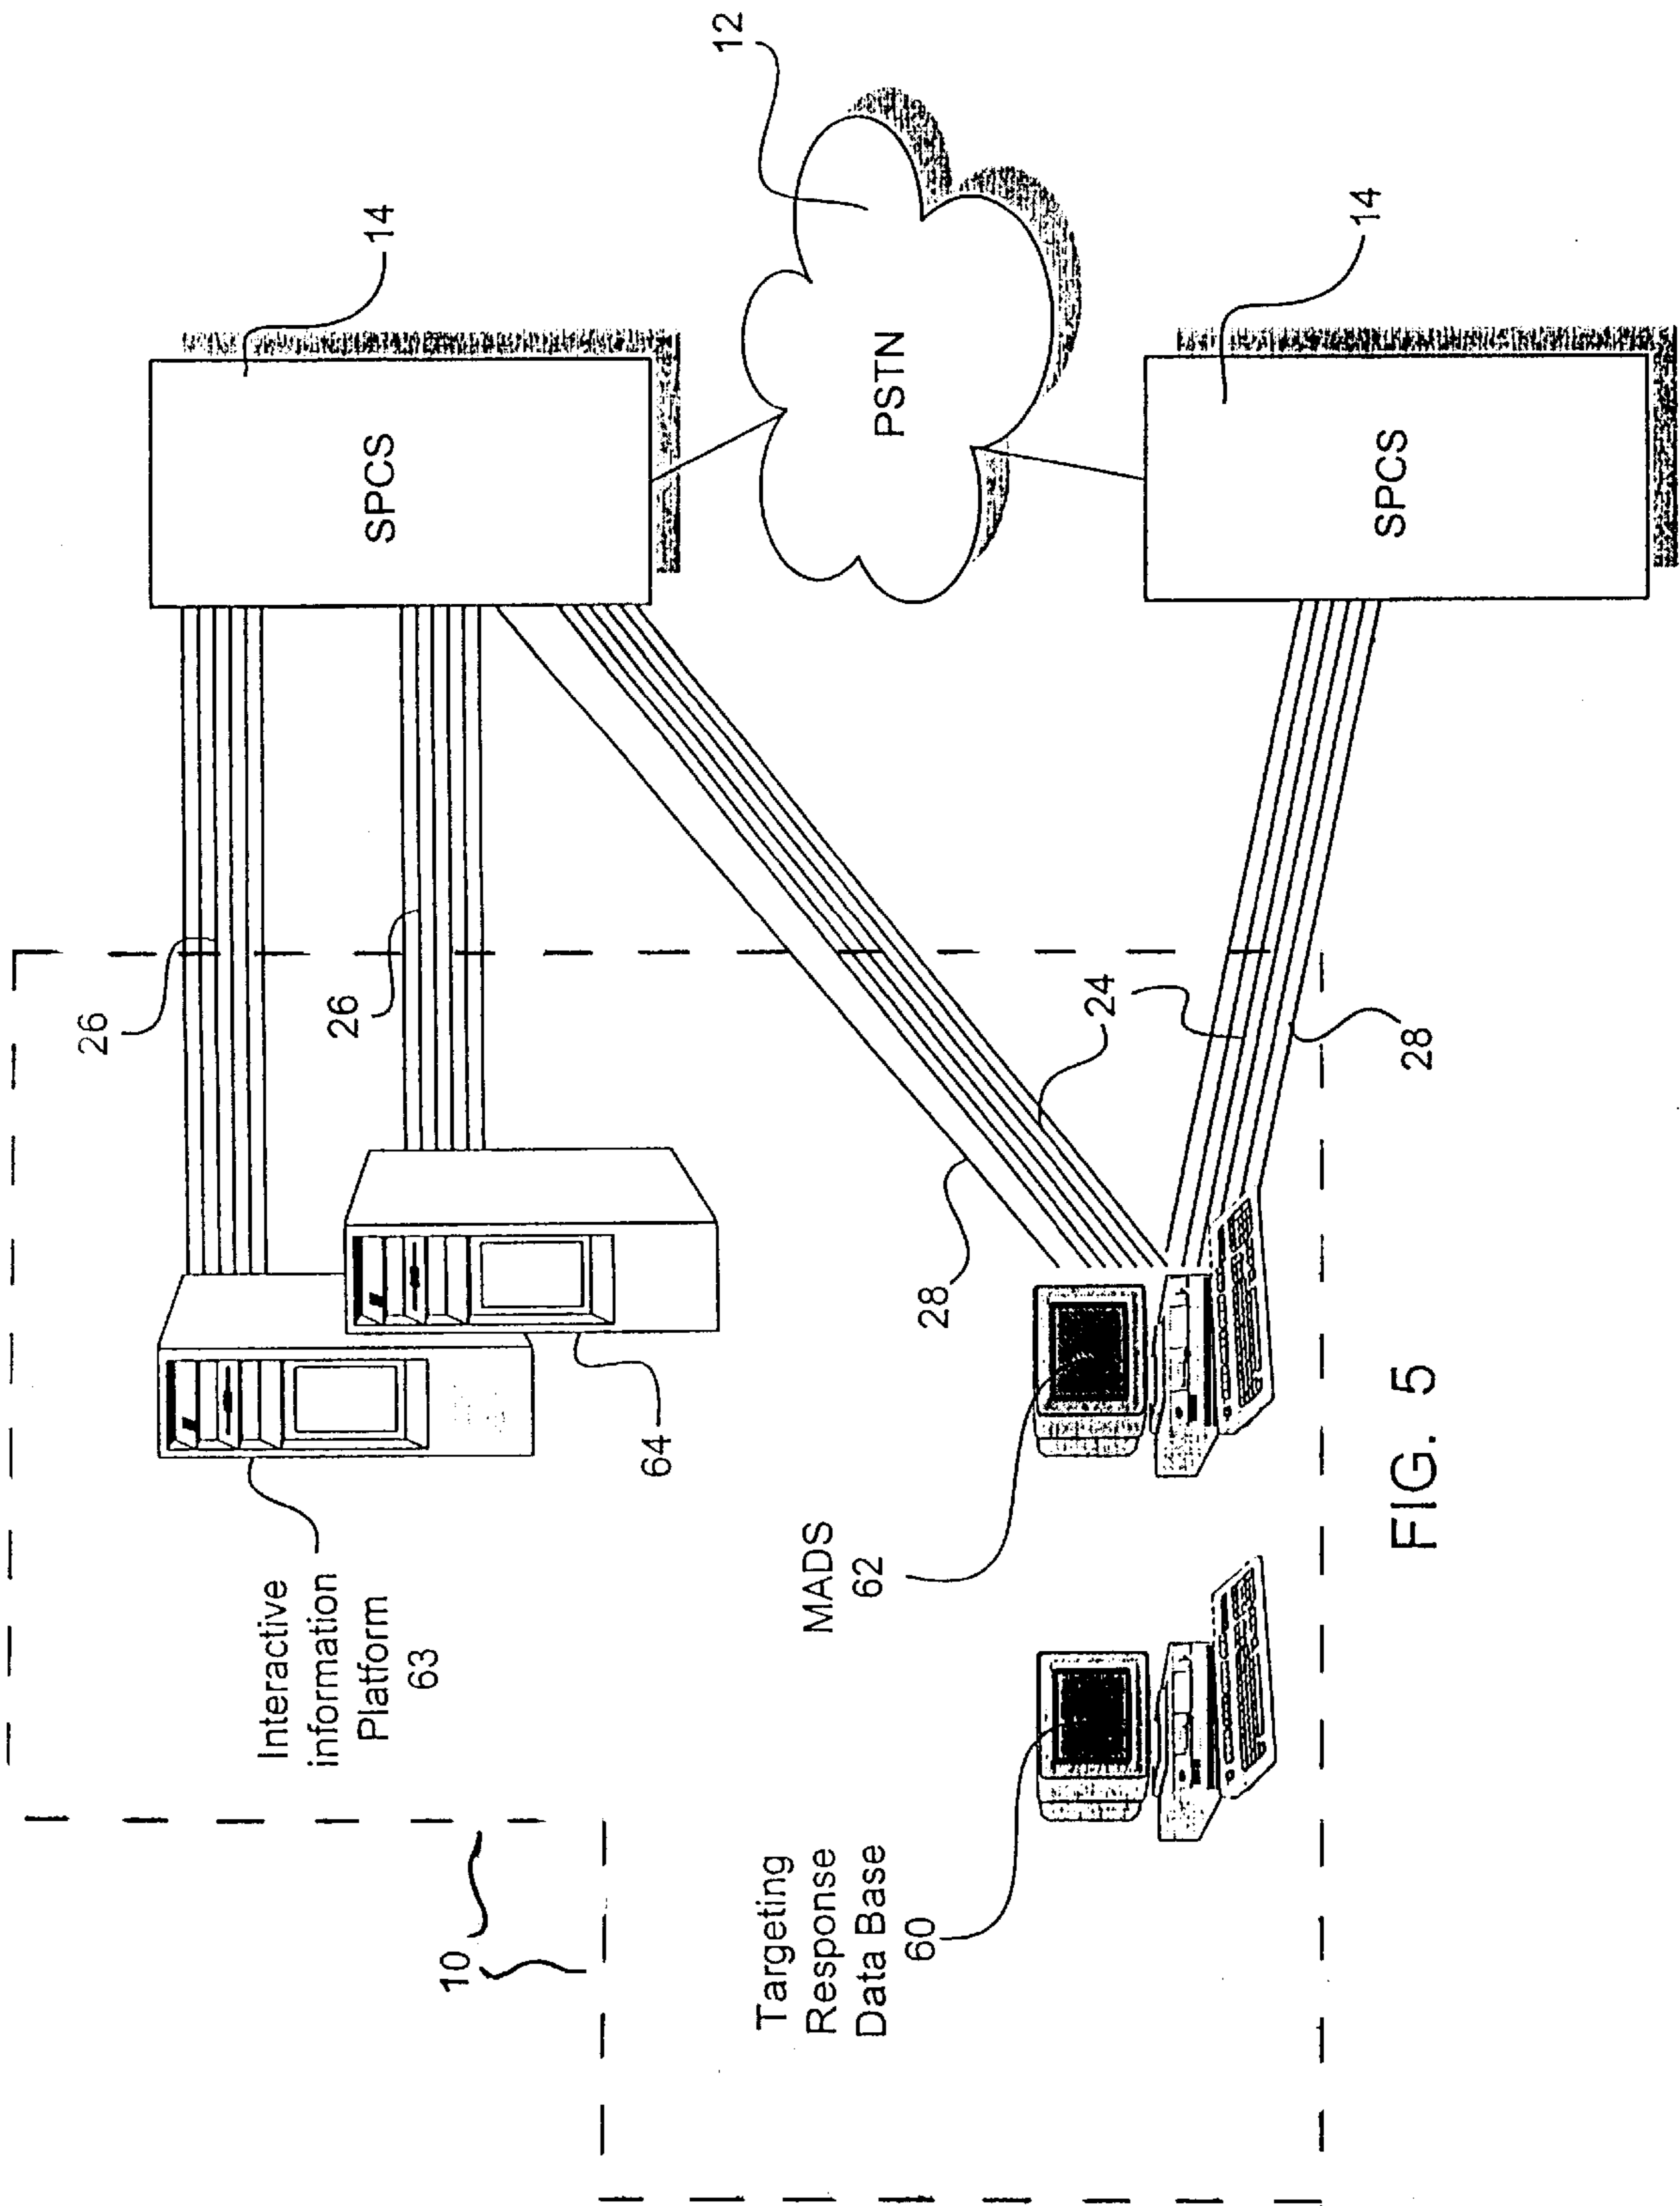 10
Interactive
information
Platform
63
26
26
64
SPCS
14
12
PSTN
Targeting
Response
Data Base
60
MADS
62
28
24
28
SPCS
14
FIG. 5